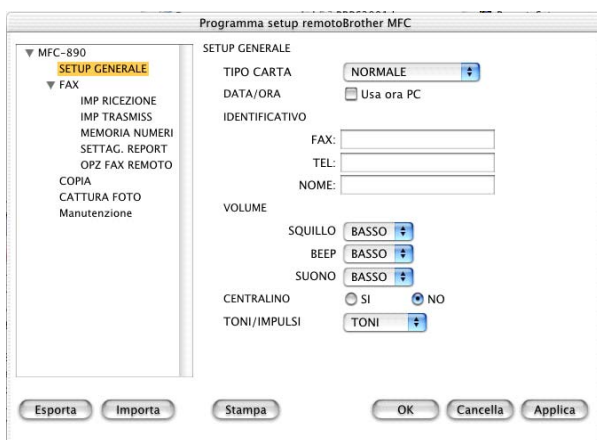 Programma setup remotoBrother MFC
MFC-890
SETUP GENERALE
FAX
IMP RICEZIONE
IMP TRASMISS
MEMORIA NUMERI
SETTAG. REPORT
OPZ FAX REMOTO
COPIA
CATTURA FOTO
Manutenzione
SETUP GENERALE
TIPO CARTA NORMALE
DATA/ORA Usa ora PC
IDENTIFICATIVO
FAX:
TEL:
NOME:
VOLUME
SQUILLO BASSO
BEEP BASSO
SUONO BASSO
CENTRALINO SI NO
TONI/IMPULSI TONI
Esporta Importa Stampa OK Cancella Applica